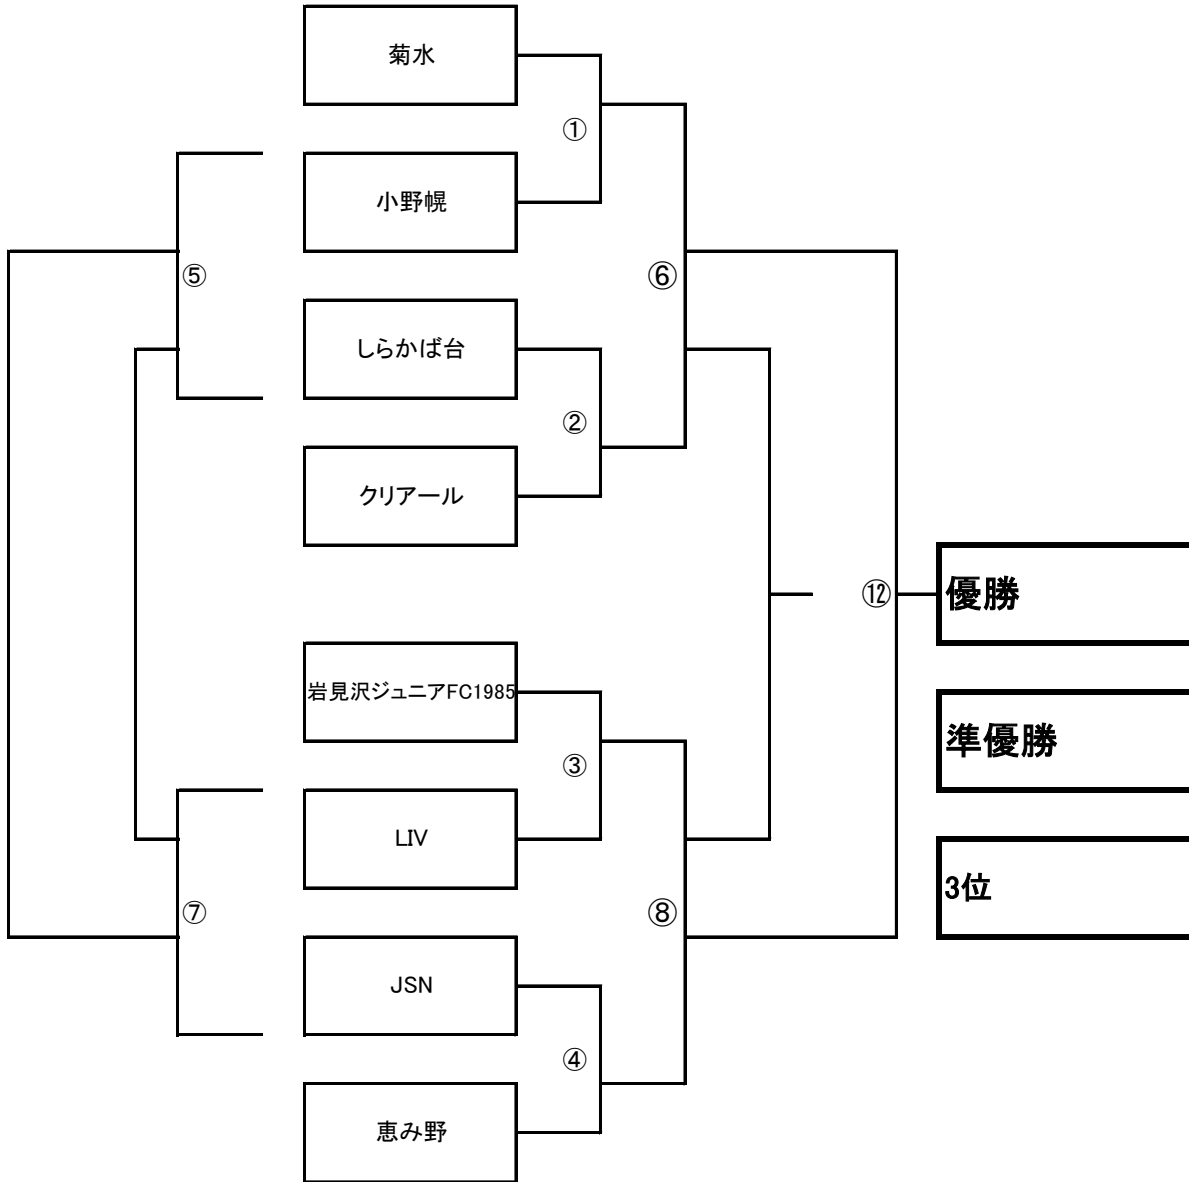 菊水
①
小野幌
⑤
⑥
しらかば台
②
クリアール
⑫
優勝
岩見沢ジュニアFC1985
準優勝
③
LIV
3位
⑦
⑧
JSN
④
恵み野